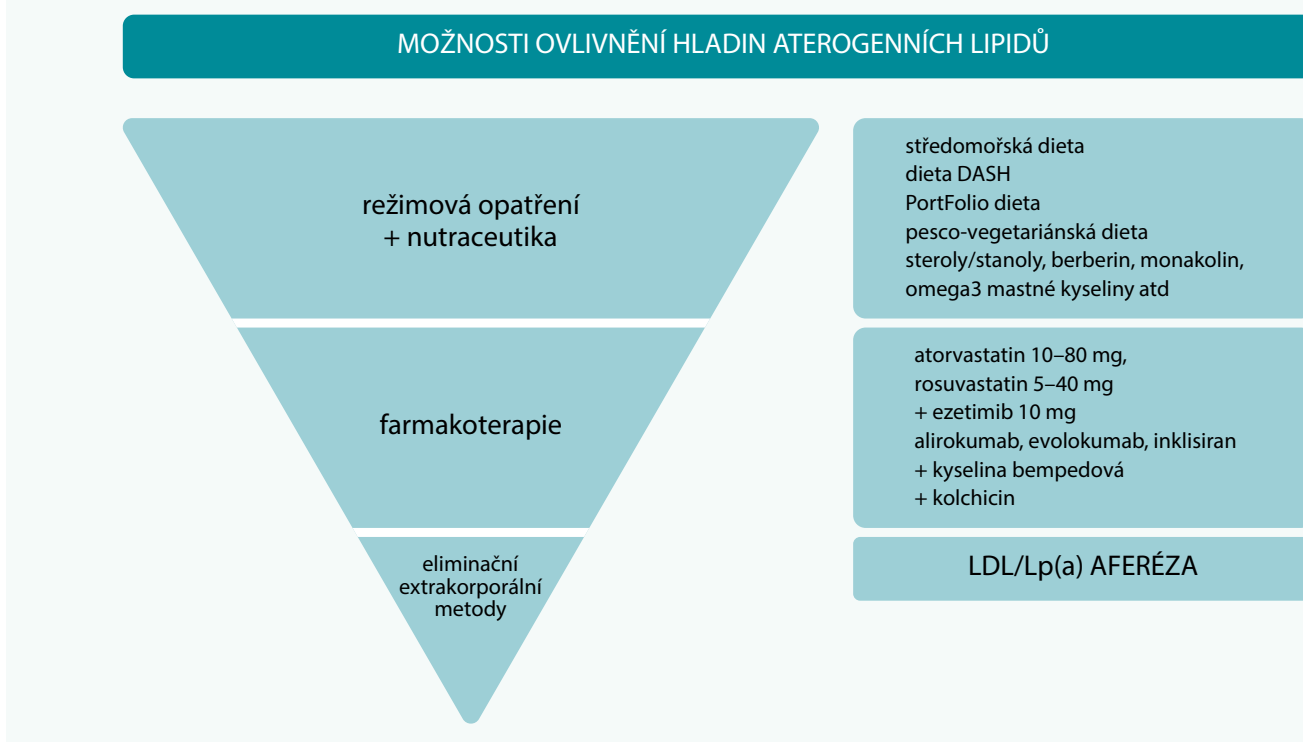 MOŽNOSTI OVLIVNĚNÍ HLADIN ATEROGENNÍCH LIPIDŮ
režimová opatření
+ nutraceutika
středomořská dieta
dieta DASH
PortFolio dieta
pesco-vegetariánská dieta
steroly/stanoly, berberin, monakolin,
omega3 mastné kyseliny atd
farmakoterapie
atorvastatin 10–80 mg,
rosuvastatin 5–40 mg
+ ezetimib 10 mg
alirokumab, evolokumab, inklisiran
+ kyselina bempedová
+ kolchicin
eliminační
extrakorporální
metody
LDL/Lp(a) AFERÉZA